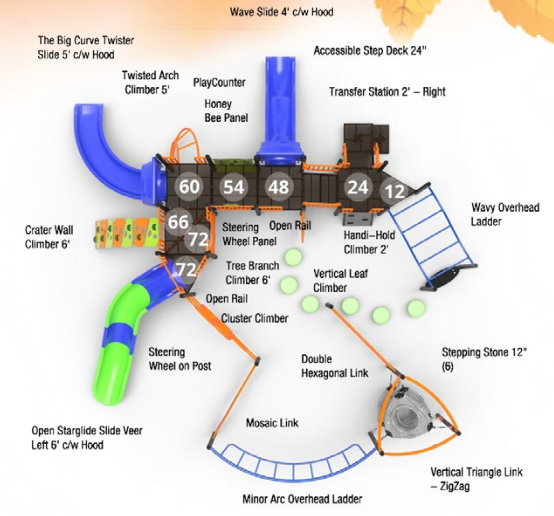 Wave Slide 4' c/w Hood
The Big Curve Twister
Slide 5' c/w Hood
Accessible Step Deck 24"
Twisted Arch
Climber 5'
PlayCounter
Honey
Bee Panel
Transfer Station 2' – Right
60
54
48
24
12
66
72
72
Crater Wall
Climber 6'
Steering
Wheel Panel
Open Rail
Handi–Hold
Climber 2'
Wavy Overhead
Ladder
Tree Branch
Climber 6'
Vertical Leaf
Climber
Open Rail
Cluster Climber
Steering
Wheel on Post
Double
Hexagonal Link
Stepping Stone 12"
(6)
Open Starglide Slide Veer
Left 6' c/w Hood
Mosaic Link
Vertical Triangle Link
– ZigZag
Minor Arc Overhead Ladder